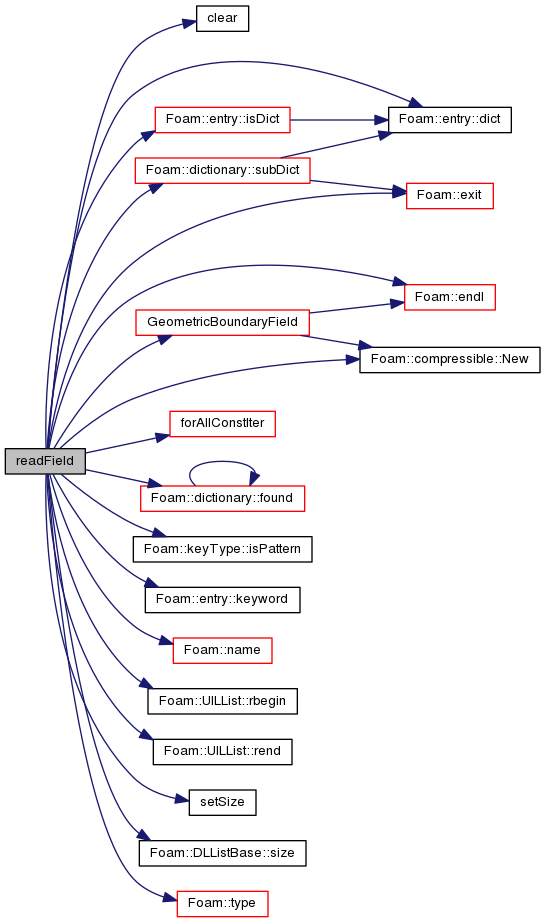 clear
Foam::entry::isDict
Foam::entry::dict
Foam::dictionary::subDict
Foam::exit
Foam::endl
GeometricBoundaryField
Foam::compressible::New
forAllConstIter
readField
Foam::dictionary::found
Foam::keyType::isPattern
Foam::entry::keyword
Foam::name
Foam::UILList::rbegin
Foam::UILList::rend
setSize
Foam::DLListBase::size
Foam::type